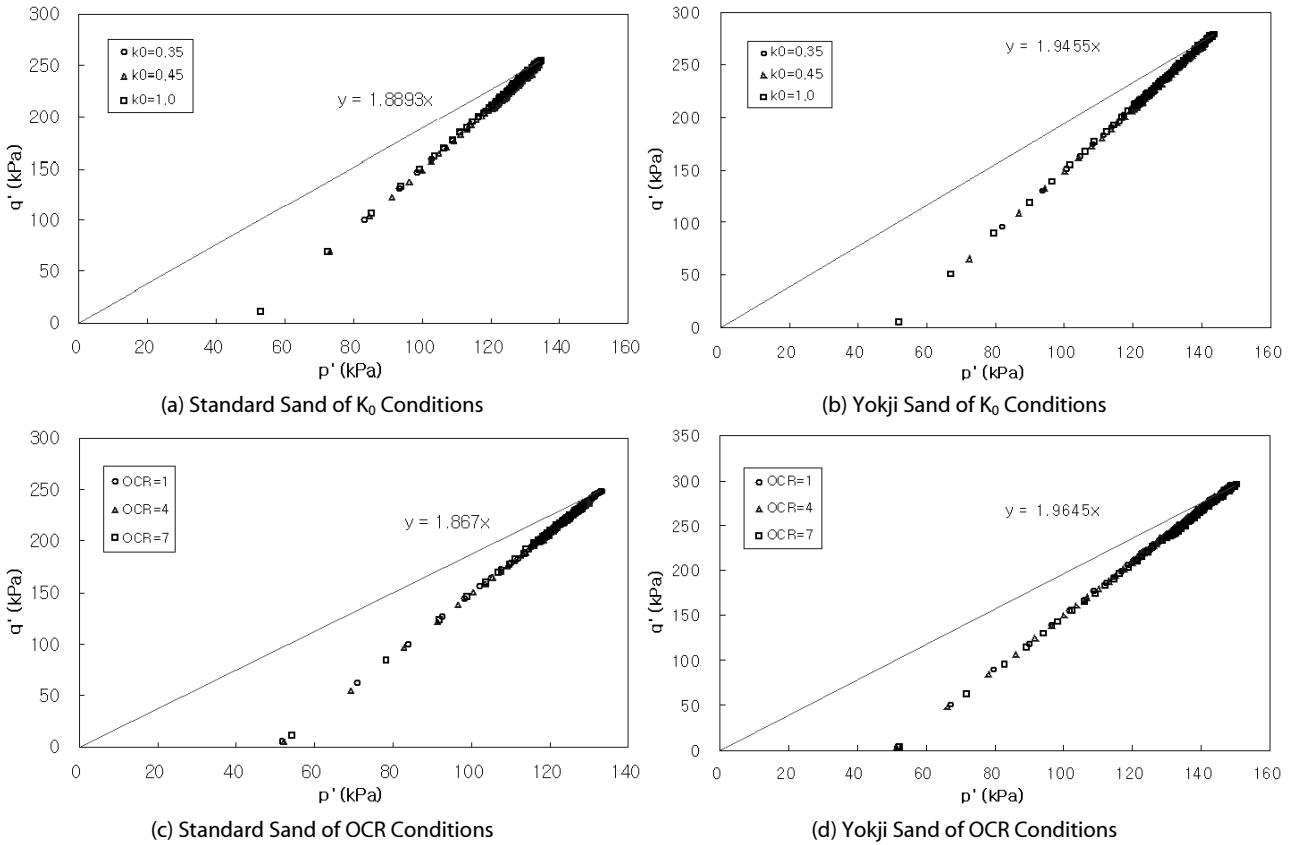 300
250
200
150
100
50
0
q' (kPa)
k0=0.35
k0=0.45
k0=1.0
y = 1.8893x
0 20 40 60 80 100 120 140 160
p' (kPa)
(a) Standard Sand of K₀ Conditions
300
250
200
150
100
50
0
q' (kPa)
k0=0.35
k0=0.45
k0=1.0
y = 1.9455x
0 20 40 60 80 100 120 140 160
p' (kPa)
(b) Yokji Sand of K₀ Conditions
300
250
200
150
100
50
0
q' (kPa)
OCR=1
OCR=4
OCR=7
y = 1.867x
0 20 40 60 80 100 120 140
p' (kPa)
(c) Standard Sand of OCR Conditions
350
300
250
200
150
100
50
0
q' (kPa)
OCR=1
OCR=4
OCR=7
y = 1.9645x
0 20 40 60 80 100 120 140 160
p' (kPa)
(d) Yokji Sand of OCR Conditions